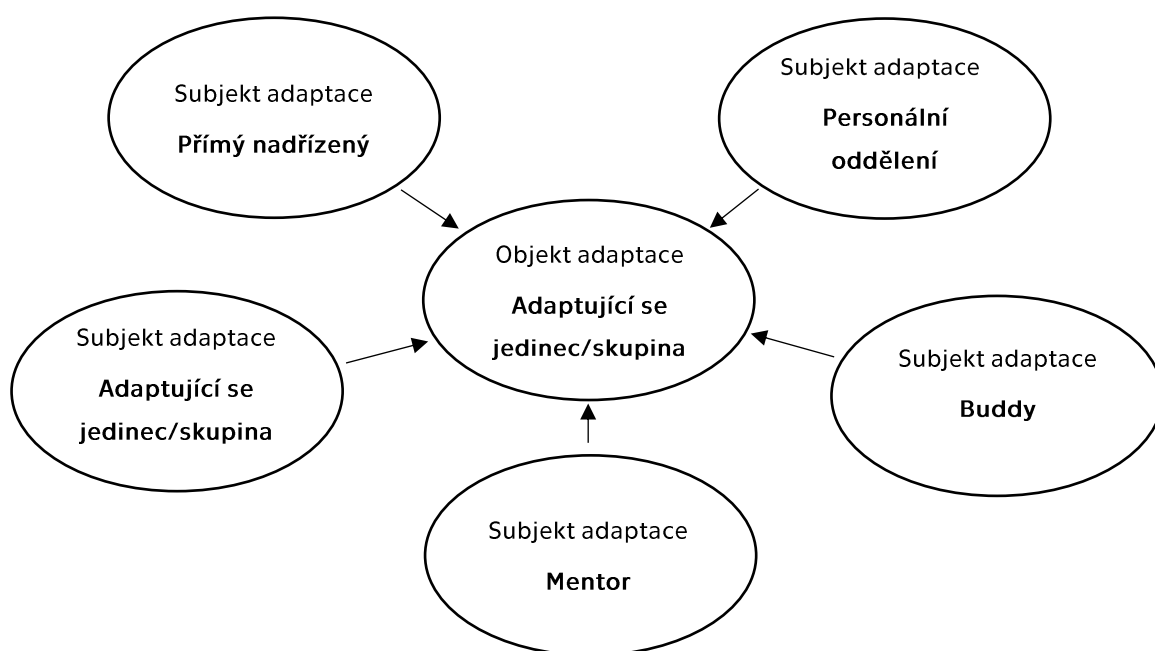 Subjekt adaptace
Přímý nadřízený
Subjekt adaptace
Personální
oddělení
Objekt adaptace
Adaptující se
jedinec/skupina
Subjekt adaptace
Adaptující se
jedinec/skupina
Subjekt adaptace
Buddy
Subjekt adaptace
Mentor